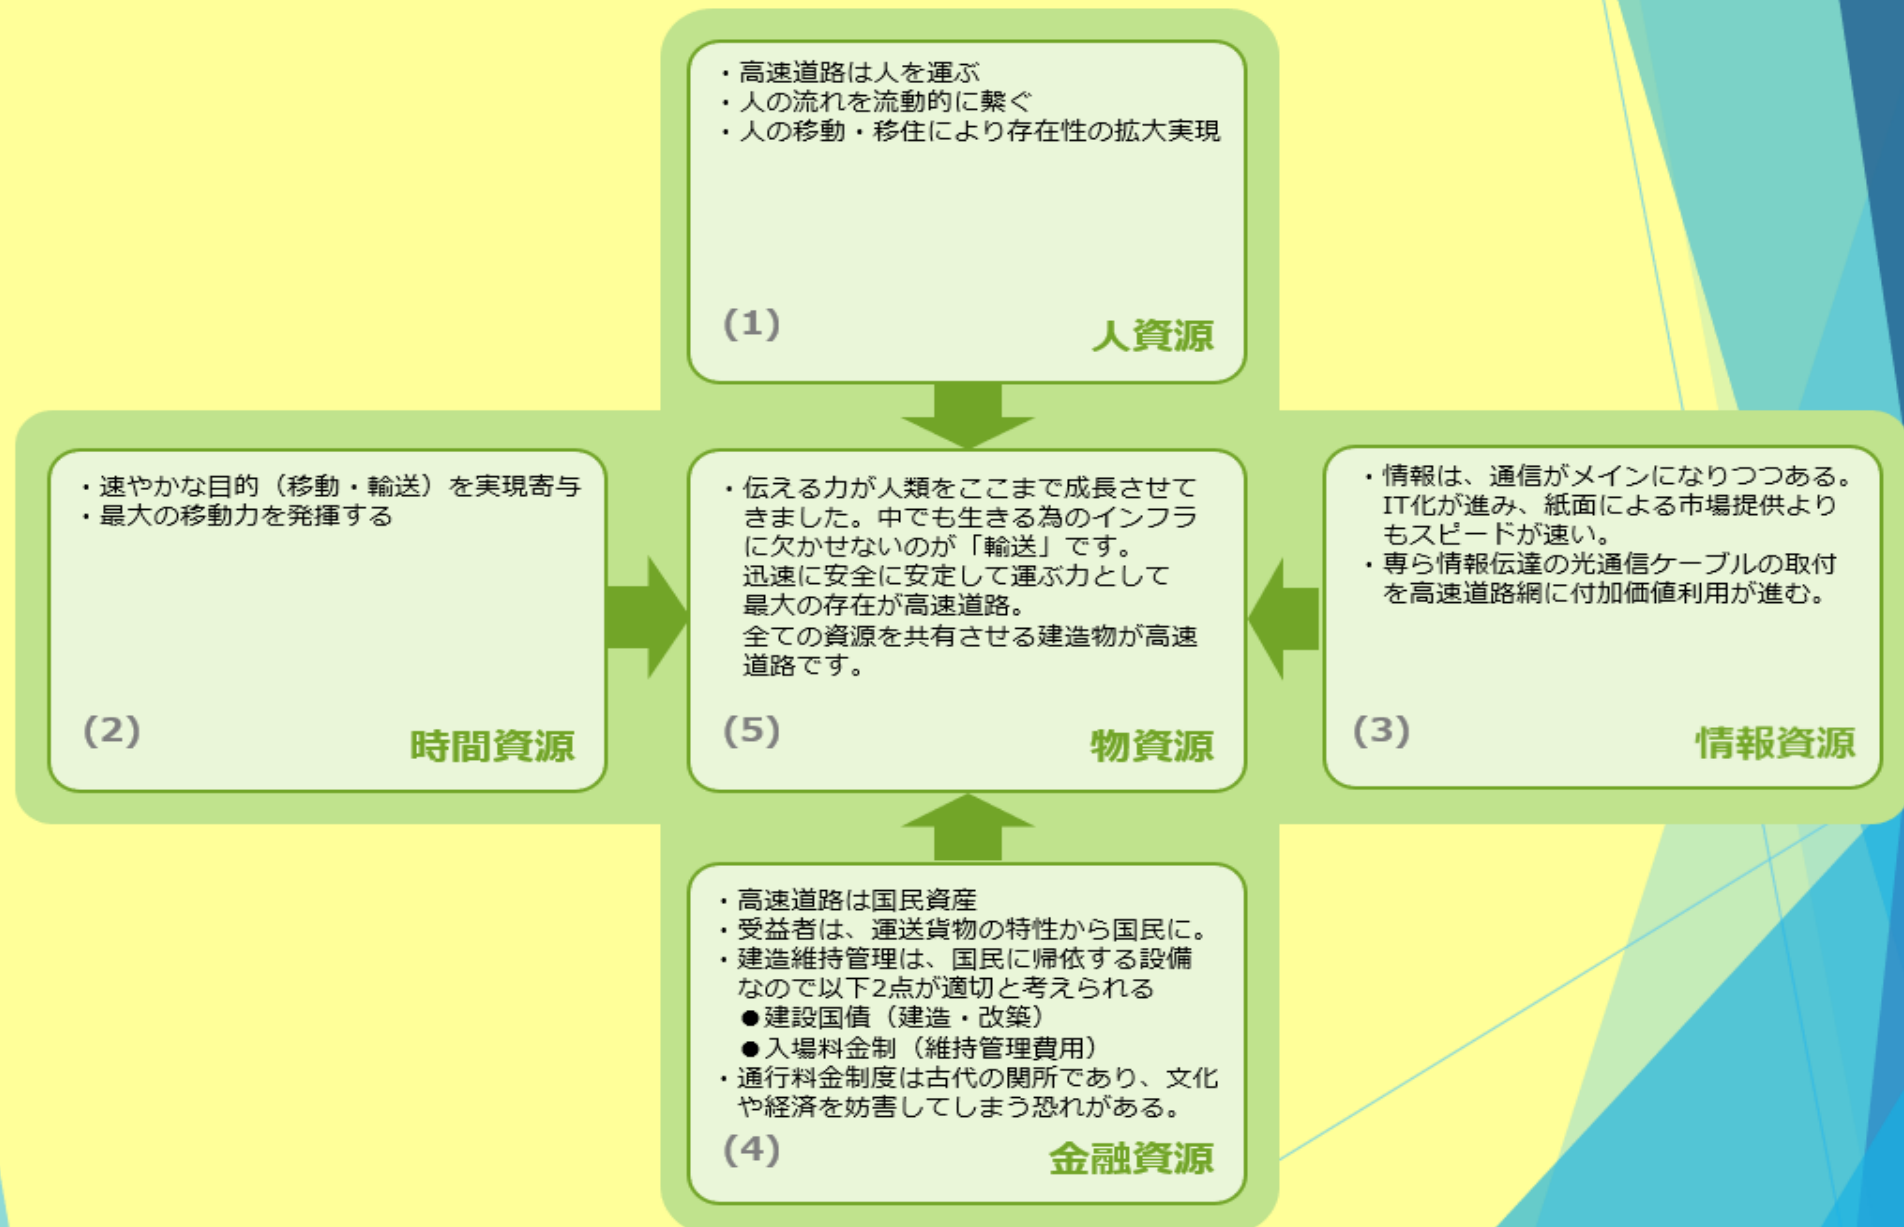 ・高速道路は人を運ぶ
・人の流れを流動的に繋ぐ
・人の移動・移住により存在性の拡大実現
(1)
人資源
・速やかな目的（移動・輸送）を実現寄与
・最大の移動力を発揮する
(2)
時間資源
・伝える力が人類をここまで成長させて
きました。中でも生きる為のインフラ
に欠かせないのが「輸送」です。
迅速に安全に安定して運ぶ力として
最大の存在が高速道路。
全ての資源を共有させる建造物が高速
道路です。
(5)
物資源
・情報は、通信がメインになりつつある。
IT化が進み、紙面による市場提供より
もスピードが速い。
・専ら情報伝達の光通信ケーブルの取付
を高速道路網に付加価値利用が進む。
(3)
情報資源
・高速道路は国民資産
・受益者は、運送貨物の特性から国民に。
・建造維持管理は、国民に帰依する設備
なので以下2点が適切と考えられる
●建設国債（建造・改築）
●入場料金制（維持管理費用）
・通行料金制度は古代の関所であり、文化
や経済を妨害してしまう恐れがある。
(4)
金融資源